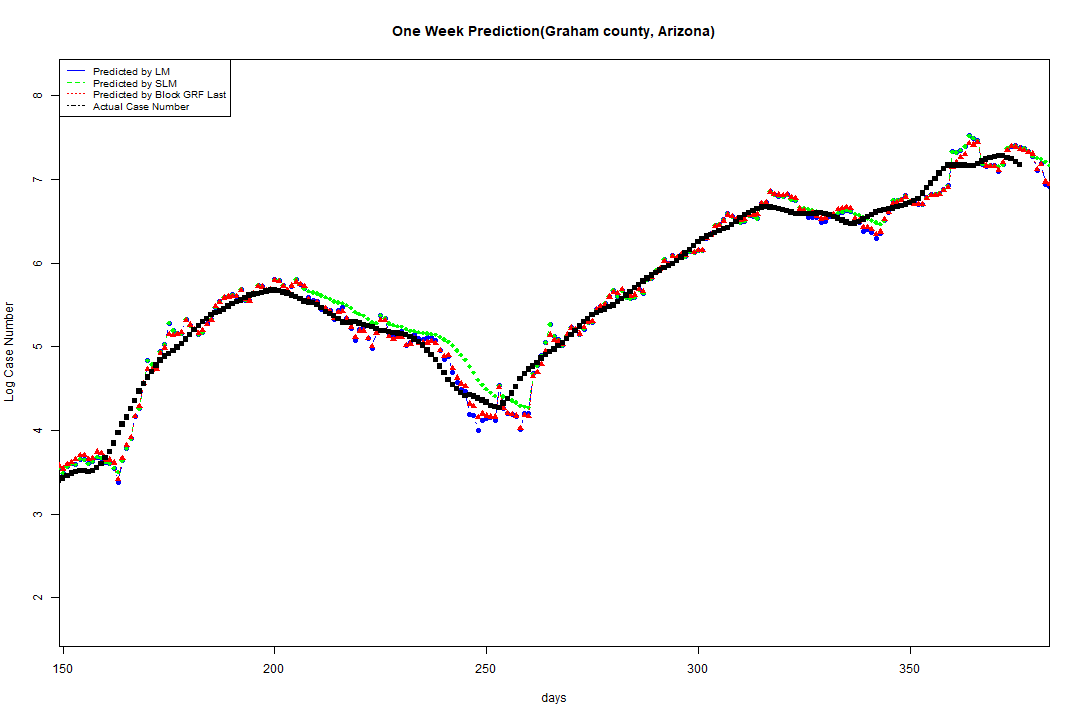 One Week Prediction(Graham county, Arizona)
Predicted by LM
Predicted by SLM
Predicted by Block GRF Last
Actual Case Number
8
7
6
5
4
3
2
Log Case Number
150 200 250 300 350
days